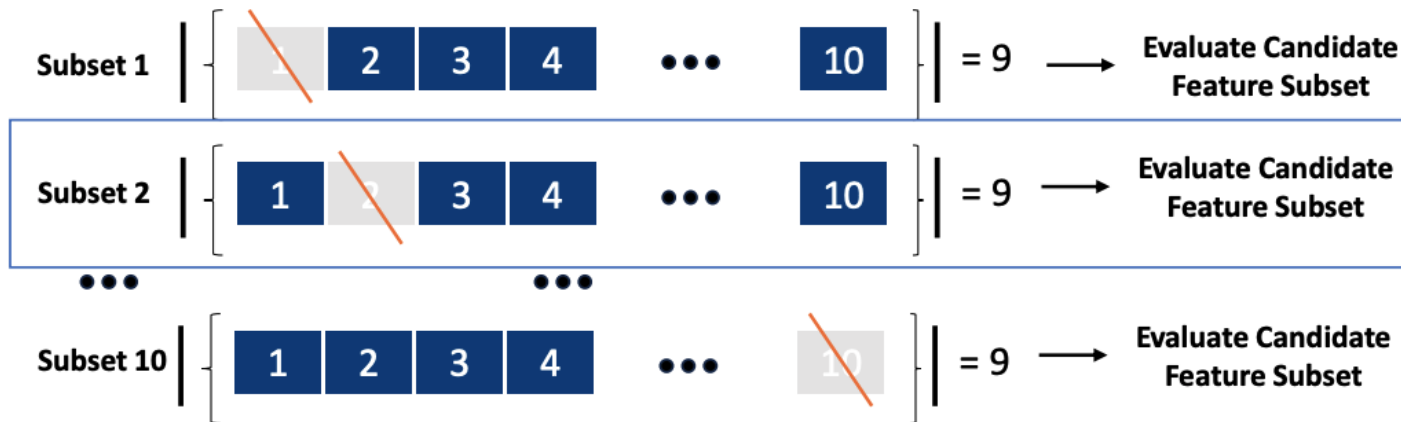 Subset 1 | { 1 2 3 4 ••• 10 } | = 9 → Evaluate Candidate
Feature Subset
Subset 2 | { 1 2 3 4 ••• 10 } | = 9 → Evaluate Candidate
Feature Subset
••• •••
Subset 10 | { 1 2 3 4 ••• 10 } | = 9 → Evaluate Candidate
Feature Subset